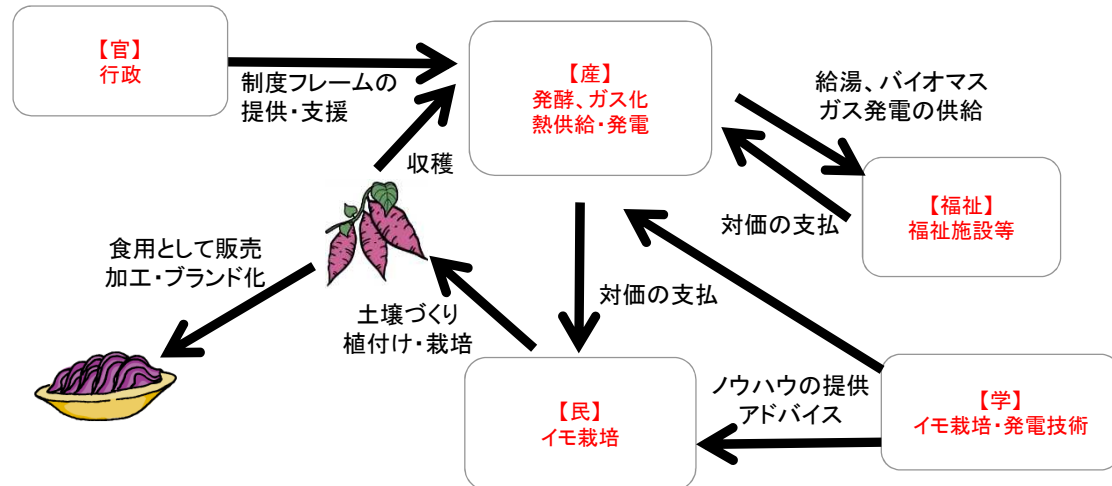 【官】
行政
制度フレームの
提供・支援
【産】
発酵、ガス化
熱供給・発電
給湯、バイオマス
ガス発電の供給
収穫
【福祉】
福祉施設等
対価の支払
食用として販売
加工・ブランド化
対価の支払
土壌づくり
植付け・栽培
【民】
イモ栽培
ノウハウの提供
アドバイス
【学】
イモ栽培・発電技術